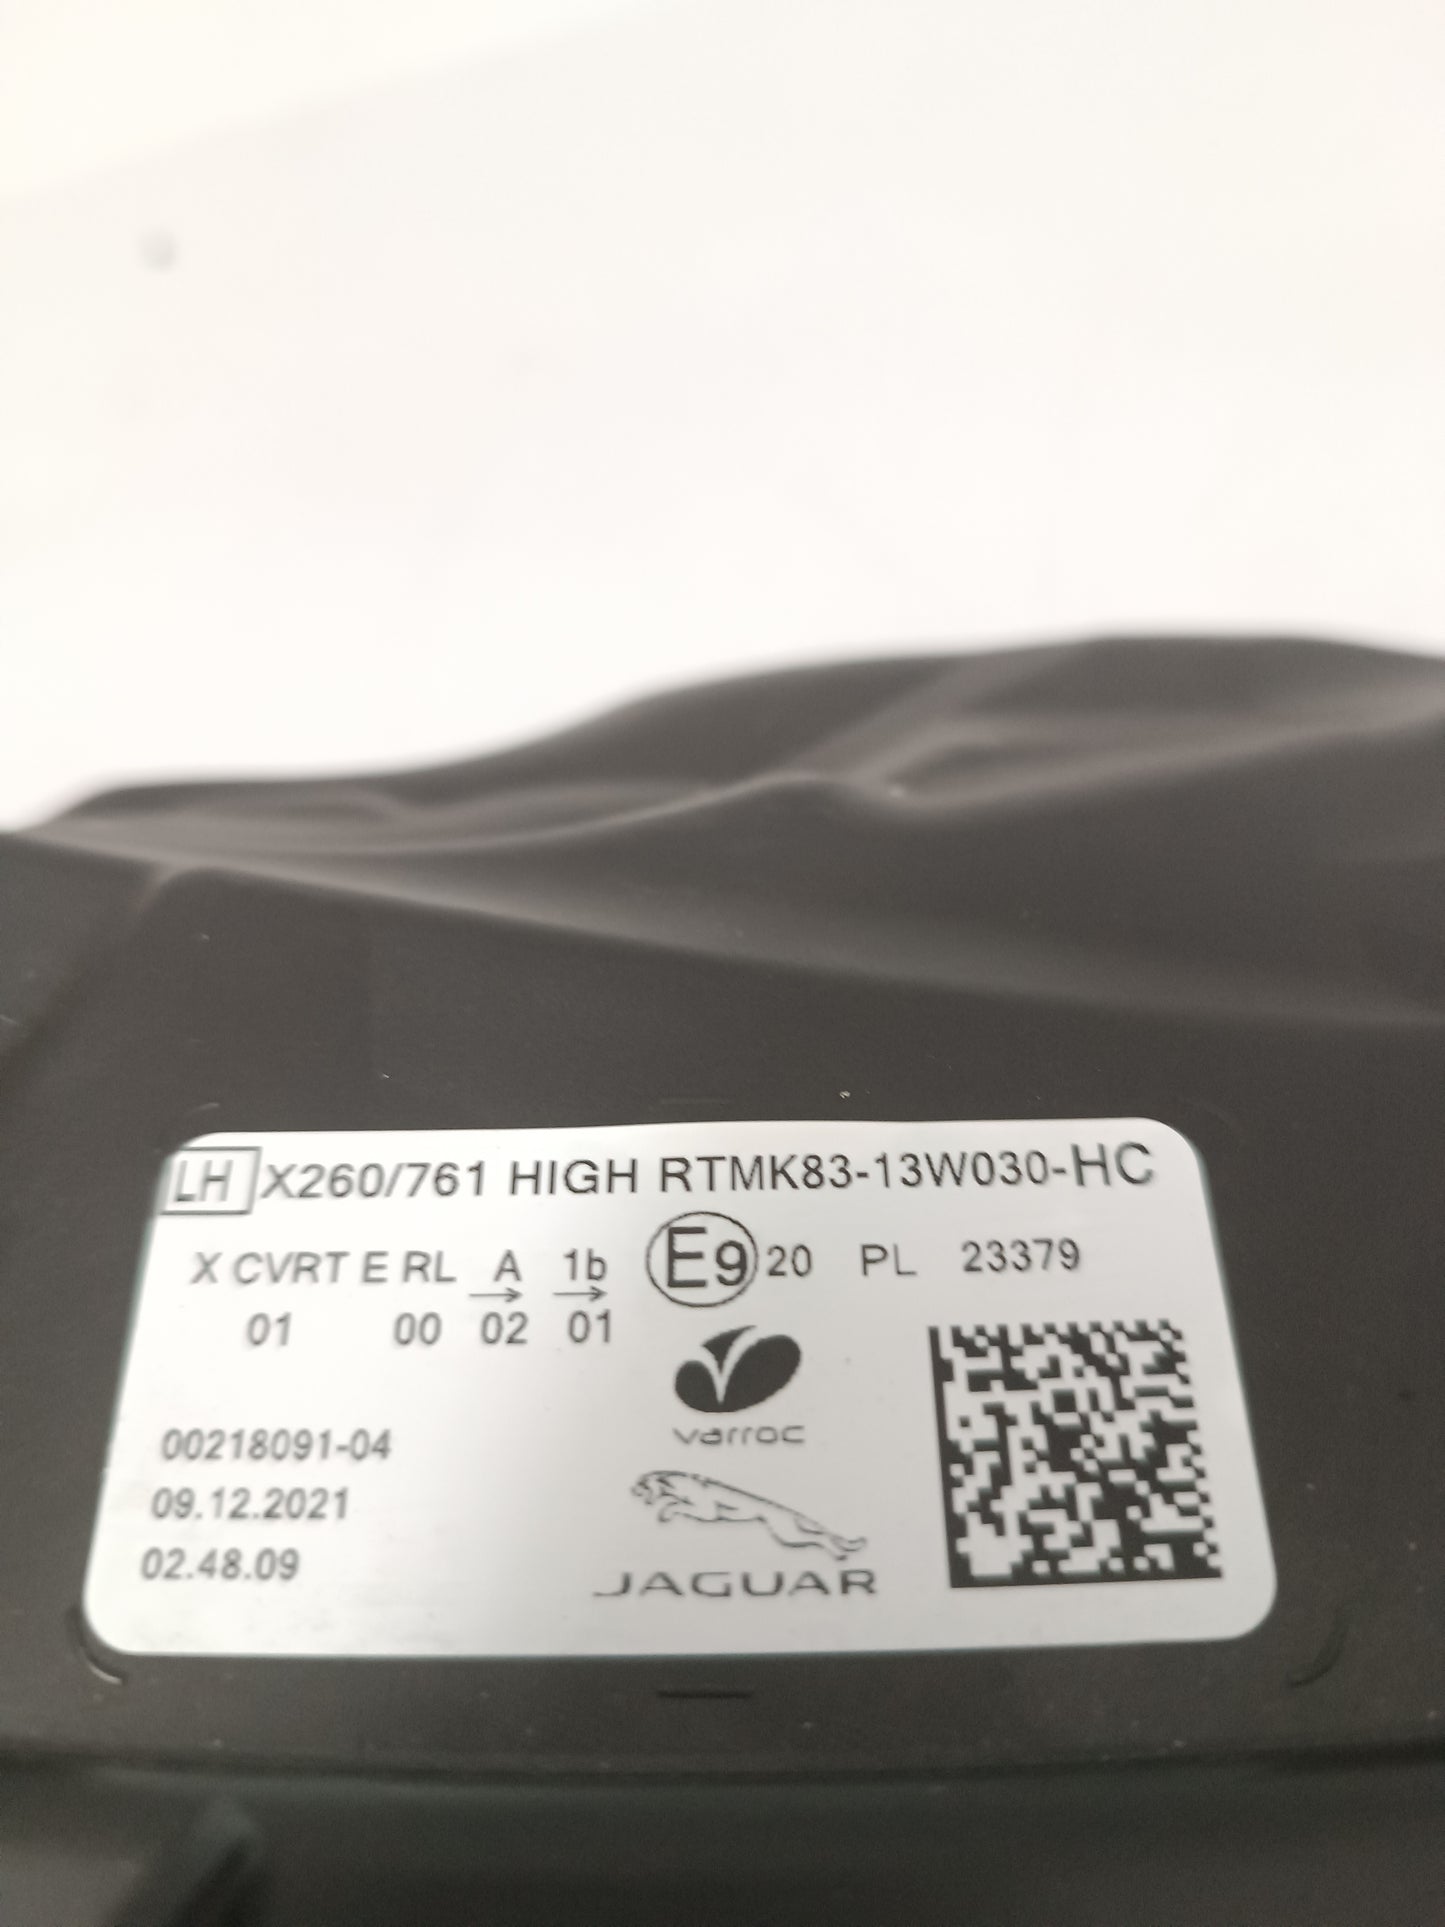 LH X260/761 HIGH RTMK83-13W030-HC
X CVRT E RL A 1b E9 20 PL 23379
01 00 02 01
varroc
00218091-04
09.12.2021
02.48.09
JAGUAR